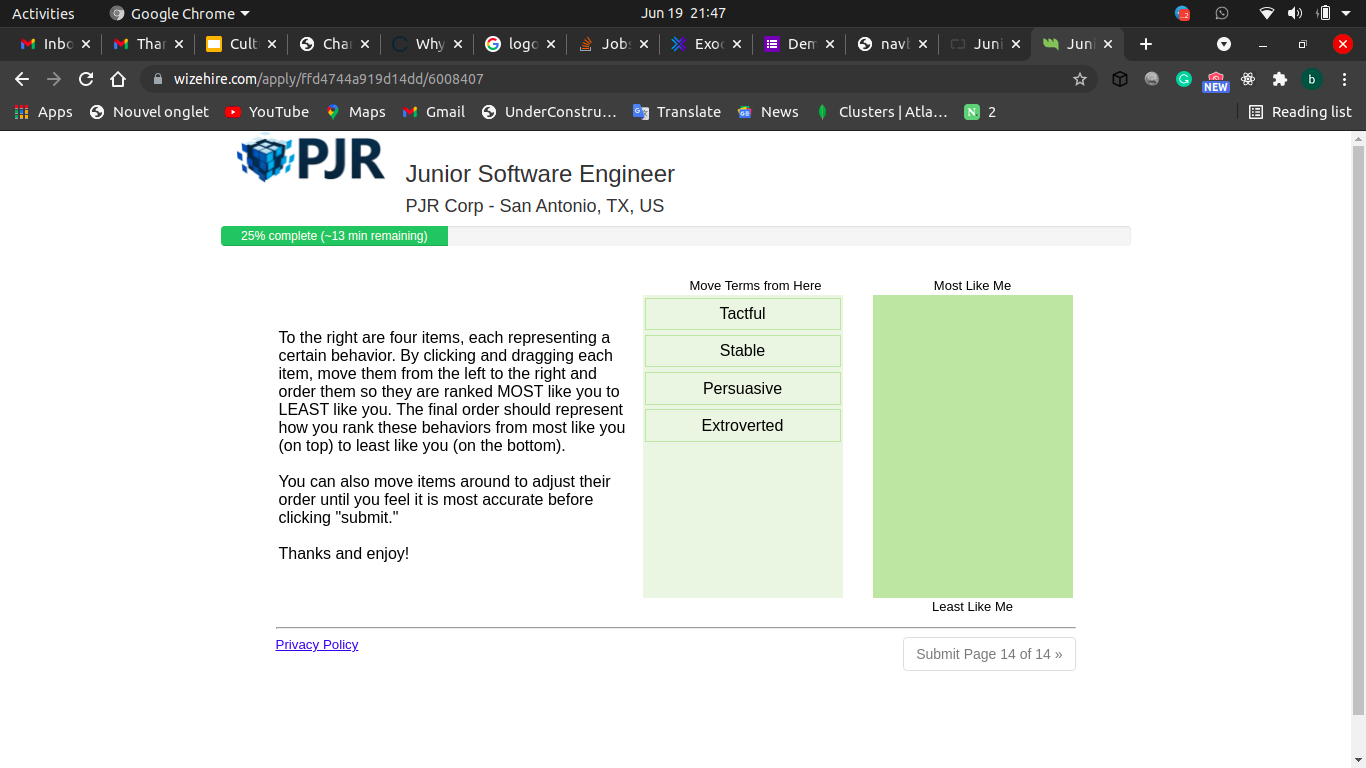 Activities Google Chrome Jun 19 21:47
Inbo Thar Cult Chai Why logo Jobs Exoc Dem navl Juni Juni
wizehire.com/apply/ffd4744a919d14dd/6008407 b NEW
Apps Nouvel onglet YouTube Maps Gmail UnderConstru... Translate News Clusters | Atla... N 2 Reading list
PJR
Junior Software Engineer
PJR Corp - San Antonio, TX, US
25% complete (~13 min remaining)
Move Terms from Here
Most Like Me
To the right are four items, each representing a
certain behavior. By clicking and dragging each
item, move them from the left to the right and
order them so they are ranked MOST like you to
LEAST like you. The final order should represent
how you rank these behaviors from most like you
(on top) to least like you (on the bottom).
You can also move items around to adjust their
order until you feel it is most accurate before
clicking "submit."
Thanks and enjoy!
Tactful
Stable
Persuasive
Extroverted
Least Like Me
Privacy Policy
Submit Page 14 of 14 »